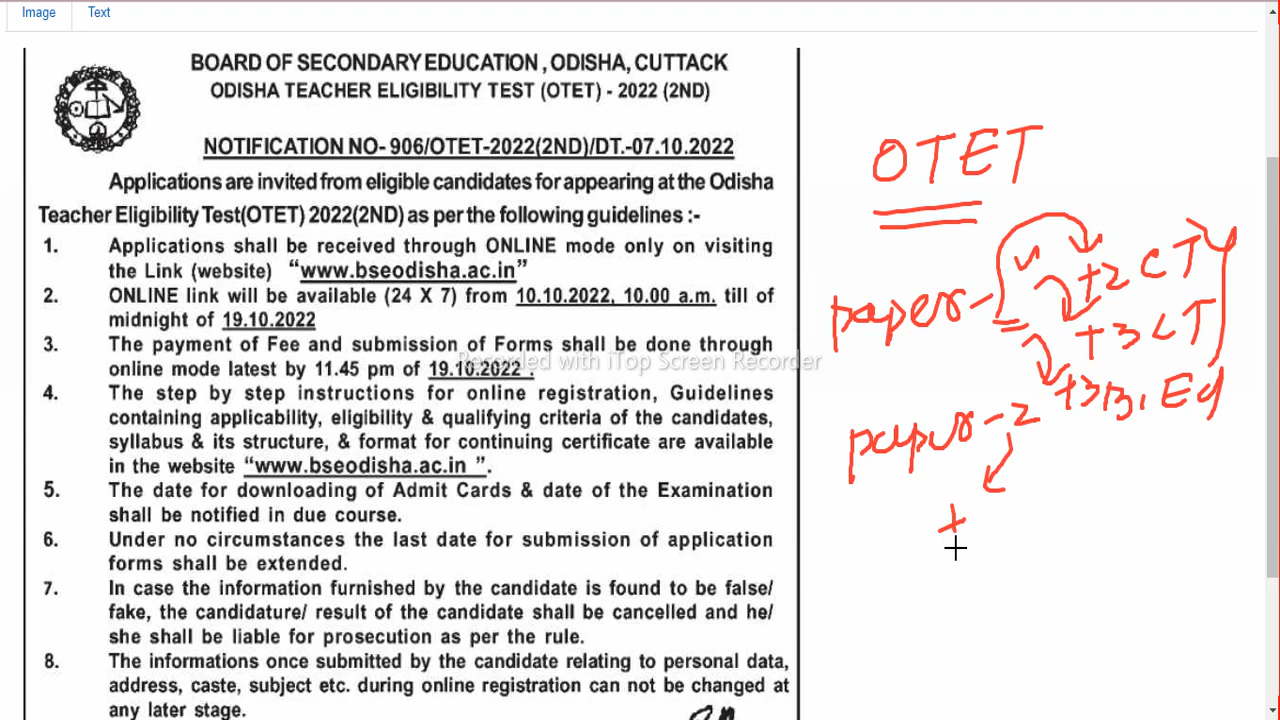 Image Text
BOARD OF SECONDARY EDUCATION , ODISHA, CUTTACK
ODISHA TEACHER ELIGIBILITY TEST (OTET) - 2022 (2ND)
NOTIFICATION NO- 906/OTET-2022(2ND)/DT.-07.10.2022
Applications are invited from eligible candidates for appearing at the Odisha
Teacher Eligibility Test(OTET) 2022(2ND) as per the following guidelines :-
1. Applications shall be received through ONLINE mode only on visiting
the Link (website) “www.bseodisha.ac.in”
2. ONLINE link will be available (24 X 7) from 10.10.2022, 10.00 a.m. till of
midnight of 19.10.2022
3. The payment of Fee and submission of Forms shall be done through
online mode latest by 11.45 pm of 19.10.2022 .
4. The step by step instructions for online registration, Guidelines
containing applicability, eligibility & qualifying criteria of the candidates,
syllabus & its structure, & format for continuing certificate are available
in the website “www.bseodisha.ac.in ”.
5. The date for downloading of Admit Cards & date of the Examination
shall be notified in due course.
6. Under no circumstances the last date for submission of application
forms shall be extended.
7. In case the information furnished by the candidate is found to be false/
fake, the candidature/ result of the candidate shall be cancelled and he/
she shall be liable for prosecution as per the rule.
8. The informations once submitted by the candidate relating to personal data,
address, caste, subject etc. during online registration can not be changed at
any later stage.
Recorded with iTop Screen Recorder
OTET
+2 CT
paper -
+3 CT
+3 B. Ed
paper - 2
+